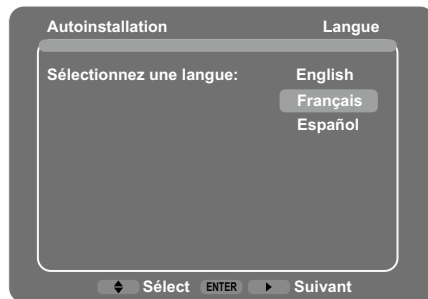 Autoinstallation Langue
Sélectionnez une langue: English
Français
Español
Sélect ENTER Suivant